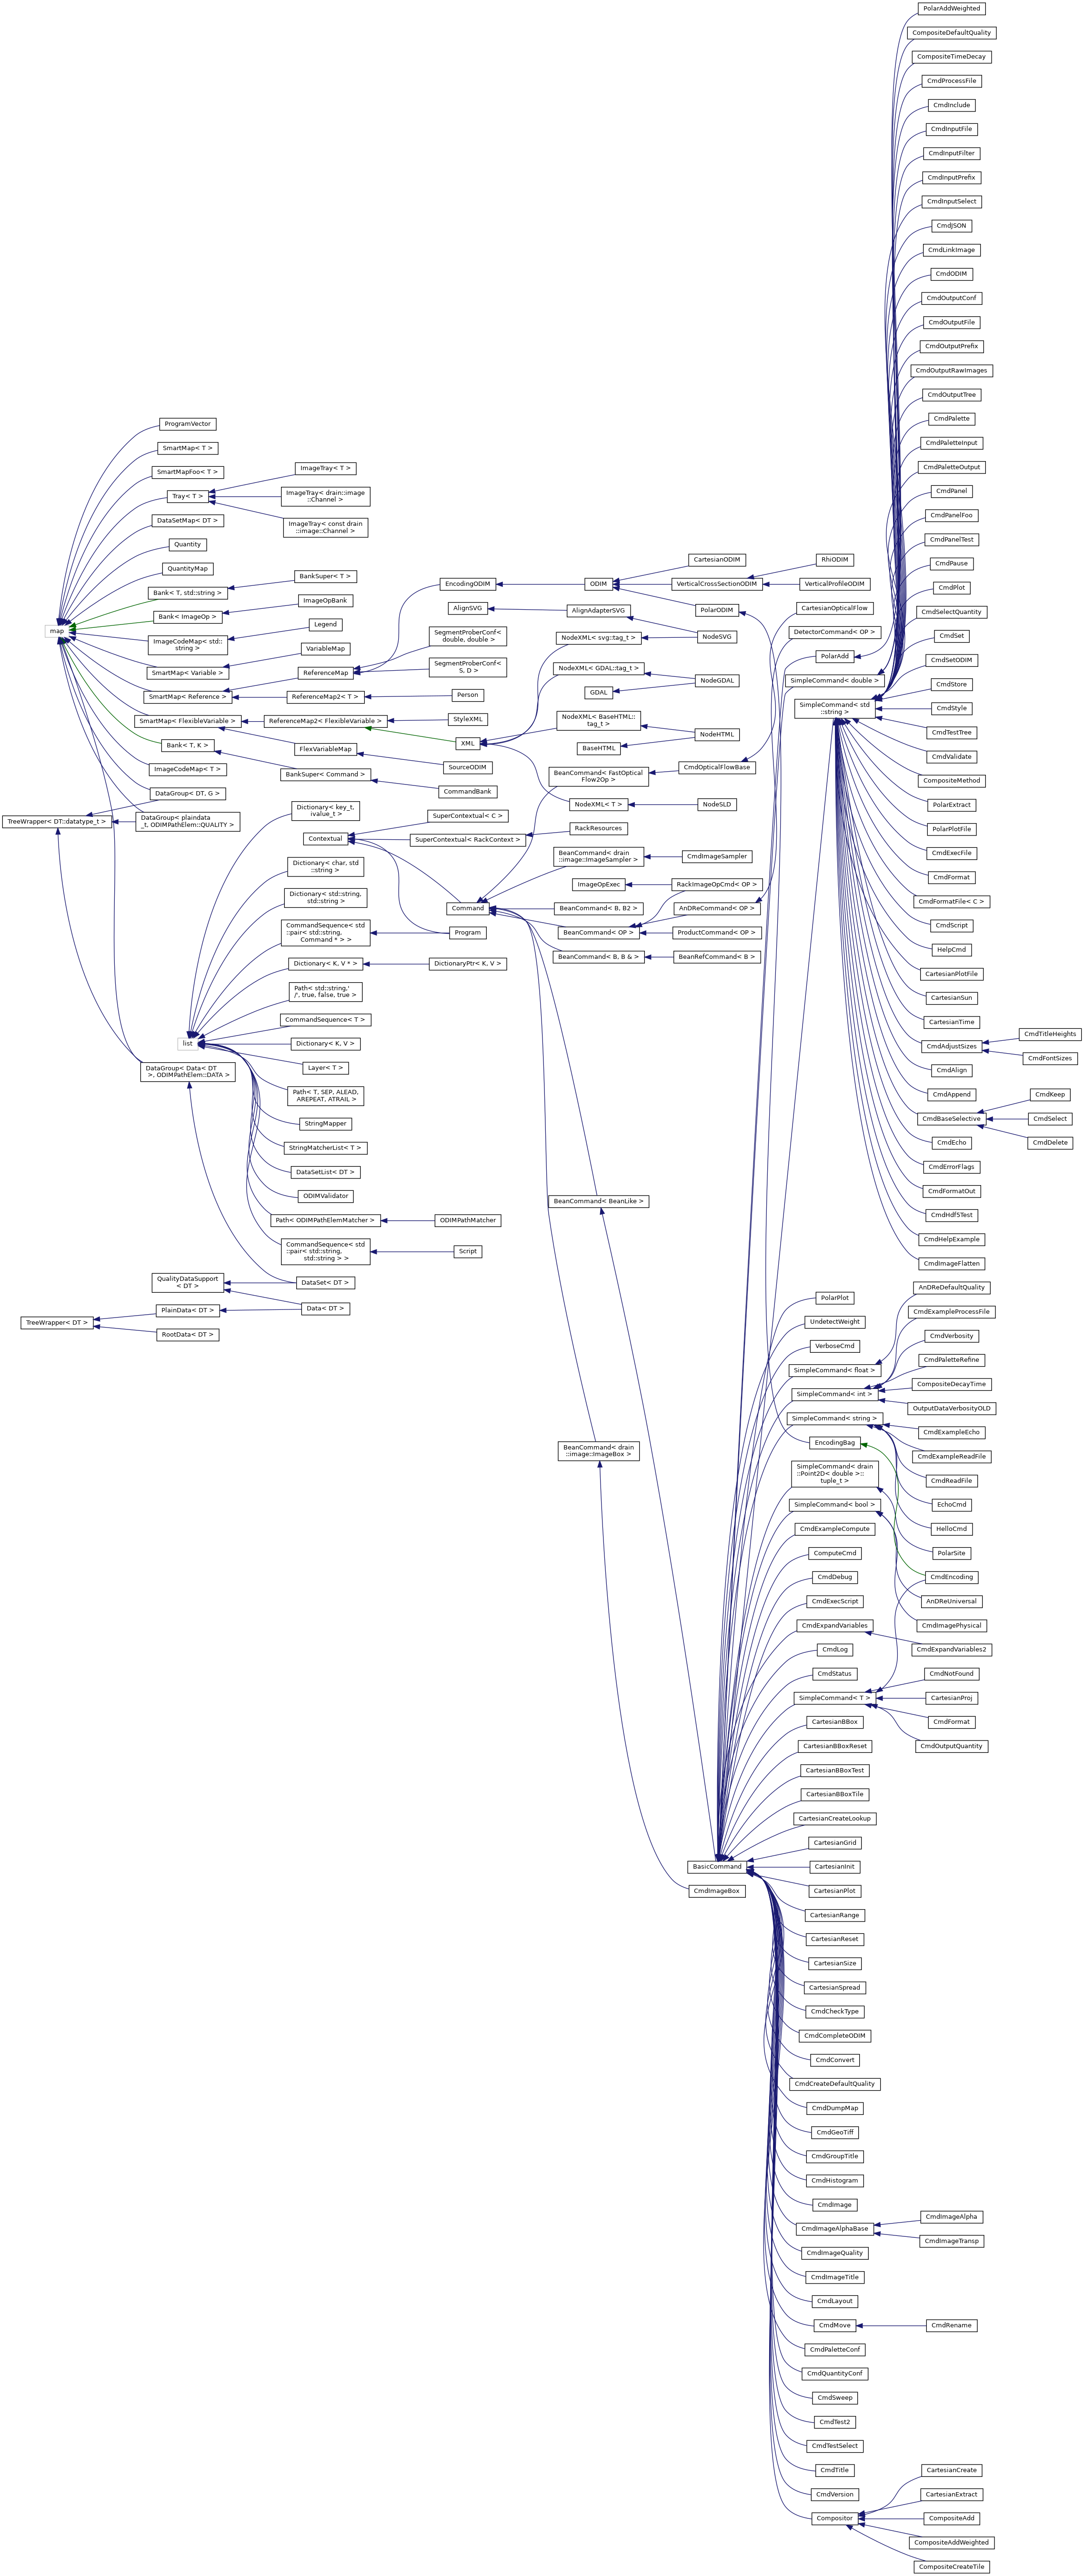 PolarAddWeighted
CompositeDefaultQuality
CompositeTimeDecay
CmdProcessFile
CmdInclude
CmdInputFile
CmdInputFilter
CmdInputPrefix
CmdInputSelect
CmdJSON
CmdLinkImage
CmdODIM
CmdOutputConf
CmdOutputFile
CmdOutputPrefix
CmdOutputRawImages
CmdOutputTree
CmdPalette
CmdPaletteInput
CmdPaletteOutput
CmdPanel
CmdPanelFoo
CmdPanelTest
CmdPause
CmdPlot
CmdSelectQuantity
CmdSet
CmdSetODIM
CmdStore
CmdStyle
CmdTestTree
CmdValidate
CompositeMethod
PolarExtract
PolarPlotFile
CmdExecFile
CmdFormat
CmdFormatFile< C >
CmdScript
HelpCmd
CartesianPlotFile
CartesianSun
CartesianTime
CmdAdjustSizes
CmdTitleHeights
CmdFontSizes
CmdAlign
CmdAppend
CmdBaseSelective
CmdKeep
CmdSelect
CmdDelete
CmdEcho
CmdErrorFlags
CmdFormatOut
CmdHdf5Test
CmdHelpExample
CmdImageFlatten
ProgramVector
SmartMap< T >
SmartMapFoo< T >
Tray< T >
ImageTray< T >
ImageTray< drain::image
::Channel >
ImageTray< const drain
::image::Channel >
DataSetMap< DT >
Quantity
QuantityMap
Bank< T, std::string >
BankSuper< T >
Bank< ImageOp >
ImageOpBank
map
ImageCodeMap< std::
string >
Legend
SmartMap< Variable >
VariableMap
SmartMap< Reference >
ReferenceMap
ReferenceMap2< T >
SmartMap< FlexibleVariable >
ReferenceMap2< FlexibleVariable >
FlexVariableMap
Bank< T, K >
BankSuper< Command >
ImageCodeMap< T >
DataGroup< DT, G >
TreeWrapper< DT::datatype_t >
DataGroup< plaindata
_t, ODIMPathElem::QUALITY >
EncodingODIM
ODIM
CartesianODIM
VerticalCrossSectionODIM
RhiODIM
VerticalProfileODIM
PolarODIM
AlignSVG
AlignAdapterSVG
NodeXML< svg::tag_t >
NodeSVG
SegmentProberConf<
double, double >
SegmentProberConf<
S, D >
Person
StyleXML
XML
SourceODIM
CommandBank
NodeXML< GDAL::tag_t >
GDAL
NodeGDAL
NodeXML< BaseHTML::
tag_t >
BaseHTML
NodeHTML
BeanCommand< FastOptical
Flow2Op >
CmdOpticalFlowBase
NodeXML< T >
NodeSLD
CartesianOpticalFlow
DetectorCommand< OP >
PolarAdd
SimpleCommand< double >
SimpleCommand< std
::string >
Dictionary< key_t,
ivalue_t >
Contextual
SuperContextual< C >
SuperContextual< RackContext >
RackResources
Dictionary< char, std
::string >
BeanCommand< drain
::image::ImageSampler >
CmdImageSampler
ImageOpExec
RackImageOpCmd< OP >
Dictionary< std::string,
std::string >
Command
BeanCommand< B, B2 >
AnDReCommand< OP >
CommandSequence< std
::pair< std::string,
Command * > >
Program
BeanCommand< OP >
ProductCommand< OP >
Dictionary< K, V * >
DictionaryPtr< K, V >
BeanCommand< B, B & >
BeanRefCommand< B >
Path< std::string,'
/', true, false, true >
CommandSequence< T >
list
Dictionary< K, V >
DataGroup< Data< DT
>, ODIMPathElem::DATA >
Layer< T >
Path< T, SEP, ALEAD,
AREPEAT, ATRAIL >
StringMapper
StringMatcherList< T >
DataSetList< DT >
ODIMValidator
BeanCommand< BeanLike >
Path< ODIMPathElemMatcher >
ODIMPathMatcher
CommandSequence< std
::pair< std::string,
std::string > >
Script
QualityDataSupport
< DT >
DataSet< DT >
PlainData< DT >
Data< DT >
TreeWrapper< DT >
RootData< DT >
BeanCommand< drain
::image::ImageBox >
PolarPlot
UndetectWeight
VerboseCmd
SimpleCommand< float >
SimpleCommand< int >
SimpleCommand< string >
EncodingBag
SimpleCommand< drain
::Point2D< double >::
tuple_t >
SimpleCommand< bool >
CmdExampleCompute
ComputeCmd
CmdDebug
CmdExecScript
CmdExpandVariables
CmdLog
CmdStatus
SimpleCommand< T >
AnDReDefaultQuality
CmdExampleProcessFile
CmdVerbosity
CmdPaletteRefine
CompositeDecayTime
OutputDataVerbosityOLD
CmdExampleEcho
CmdExampleReadFile
CmdReadFile
EchoCmd
HelloCmd
PolarSite
CmdEncoding
AnDReUniversal
CmdImagePhysical
CmdExpandVariables2
CmdNotFound
CartesianProj
CmdFormat
CmdOutputQuantity
CartesianBBox
CartesianBBoxReset
CartesianBBoxTest
CartesianBBoxTile
CartesianCreateLookup
CartesianGrid
BasicCommand
CartesianInit
CmdImageBox
CartesianPlot
CartesianRange
CartesianReset
CartesianSize
CartesianSpread
CmdCheckType
CmdCompleteODIM
CmdConvert
CmdCreateDefaultQuality
CmdDumpMap
CmdGeoTiff
CmdGroupTitle
CmdHistogram
CmdImage
CmdImageAlphaBase
CmdImageAlpha
CmdImageTransp
CmdImageQuality
CmdImageTitle
CmdLayout
CmdMove
CmdRename
CmdPaletteConf
CmdQuantityConf
CmdSweep
CmdTest2
CmdTestSelect
CmdTitle
CmdVersion
Compositor
CartesianCreate
CartesianExtract
CompositeAdd
CompositeAddWeighted
CompositeCreateTile